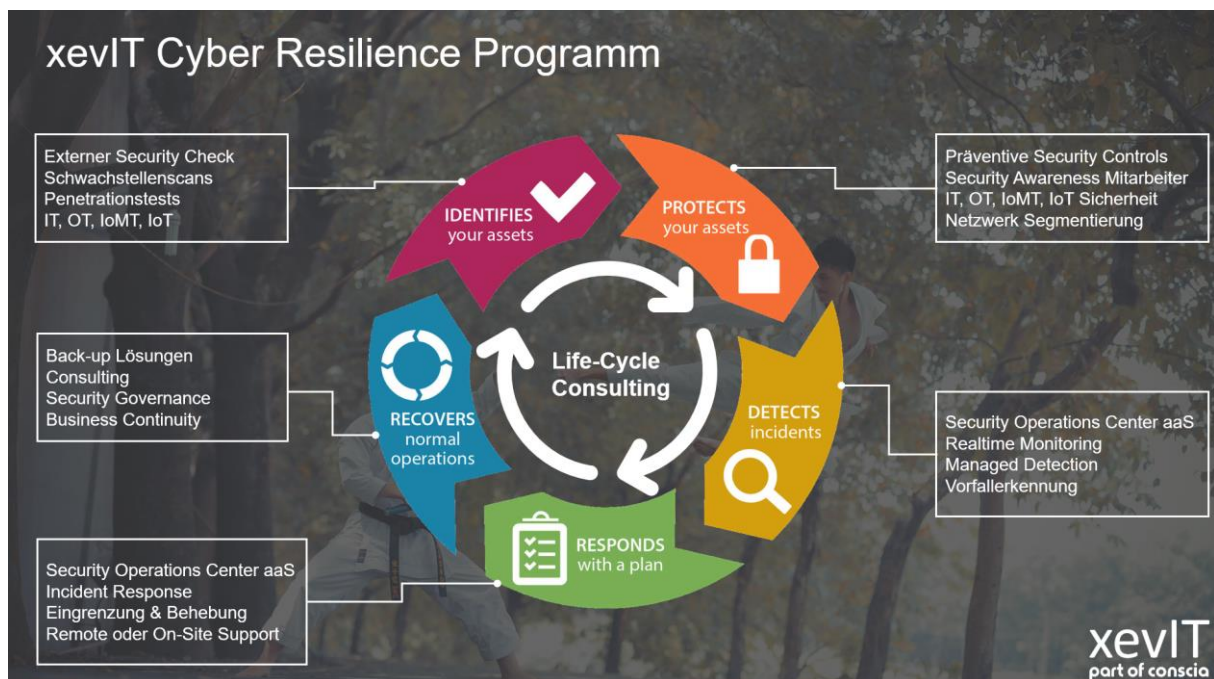 xevIT Cyber Resilience Programm
Externer Security Check
Schwachstellenscans
Penetrationstests
IT, OT, IoMT, IoT
IDENTIFIES
your assets
PROTECTS
your assets
Präventive Security Controls
Security Awareness Mitarbeiter
IT, OT, IoMT, IoT Sicherheit
Netzwerk Segmentierung
Back-up Lösungen
Consulting
Security Governance
Business Continuity
RECOVERS
normal
operations
Life-Cycle
Consulting
DETECTS
incidents
Security Operations Center aaS
Realtime Monitoring
Managed Detection
Vorfallerkennung
Security Operations Center aaS
Incident Response
Eingrenzung & Behebung
Remote oder On-Site Support
RESPONDS
with a plan
xevIT
part of conscia